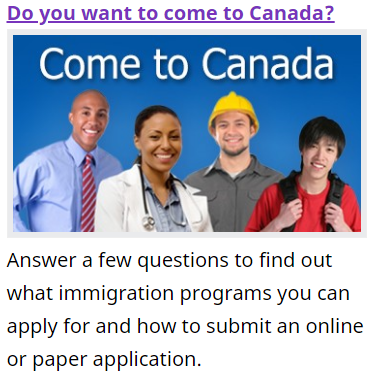 Do you want to come to Canada?
Come to Canada
Answer a few questions to find out
what immigration programs you can
apply for and how to submit an online
or paper application.